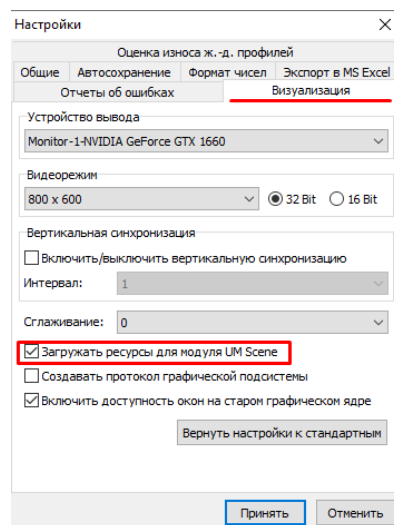 Настройки
Оценка износа ж.-д. профилей
Общие Автосохранение Формат чисел Экспорт в MS Excel
Отчеты об ошибках Визуализация
Устройство вывода
Monitor-1-NVIDIA GeForce GTX 1660
Видеорежим
800 x 600 32 Bit 16 Bit
Вертикальная синхронизация
Включить/выключить вертикальную синхронизацию
Интервал: 1
Сглаживание: 0
Загружать ресурсы для модуля UM Scene
Создавать протокол графической подсистемы
Включить доступность окон на старом графическом ядре
Вернуть настройки к стандартным
Принять Отменить